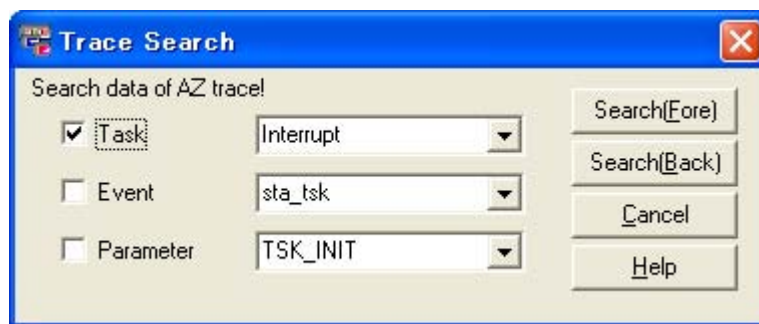 Trace Search
Search data of AZ trace!
Task Interrupt
Event sta_tsk
Parameter TSK_INIT
Search(Fore)
Search(Back)
Cancel
Help